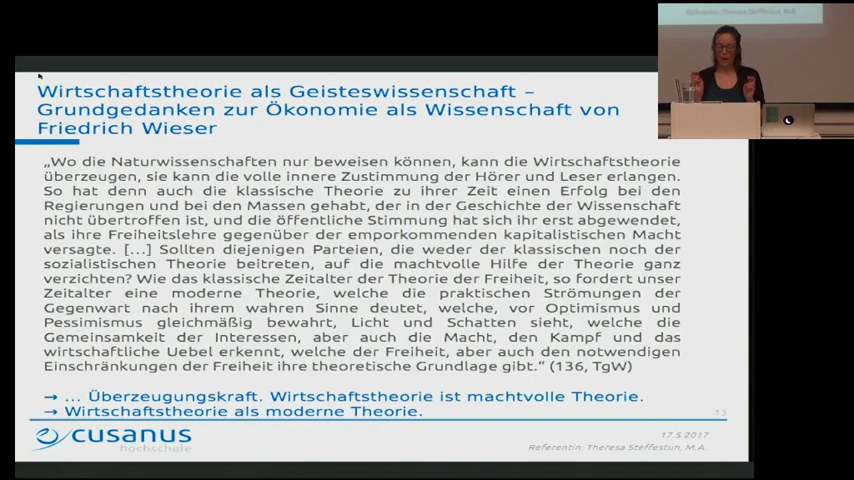 Referentin: Theresa Steffestun, M.A.
Wirtschaftstheorie als Geisteswissenschaft –
Grundgedanken zur Ökonomie als Wissenschaft von
Friedrich Wieser
„Wo die Naturwissenschaften nur beweisen können, kann die Wirtschaftstheorie
überzeugen, sie kann die volle innere Zustimmung der Hörer und Leser erlangen.
So hat denn auch die klassische Theorie zu ihrer Zeit einen Erfolg bei den
Regierungen und bei den Massen gehabt, der in der Geschichte der Wissenschaft
nicht übertroffen ist, und die öffentliche Stimmung hat sich ihr erst abgewendet,
als ihre Freiheitslehre gegenüber der emporkommenden kapitalistischen Macht
versagte. [...] Sollten diejenigen Parteien, die weder der klassischen noch der
sozialistischen Theorie beitreten, auf die machtvolle Hilfe der Theorie ganz
verzichten? Wie das klassische Zeitalter der Theorie der Freiheit, so fordert unser
Zeitalter eine moderne Theorie, welche die praktischen Strömungen der
Gegenwart nach ihrem wahren Sinne deutet, welche, vor Optimismus und
Pessimismus gleichmäßig bewahrt, Licht und Schatten sieht, welche die
Gemeinsamkeit der Interessen, aber auch die Macht, den Kampf und das
wirtschaftliche Uebel erkennt, welche der Freiheit, aber auch den notwendigen
Einschränkungen der Freiheit ihre theoretische Grundlage gibt.“ (136, TgW)
→ ... Überzeugungskraft. Wirtschaftstheorie ist machtvolle Theorie.
→ Wirtschaftstheorie als moderne Theorie.
13
cusanus
hochschule
17.5.2017
Referentin: Theresa Steffestun, M.A.